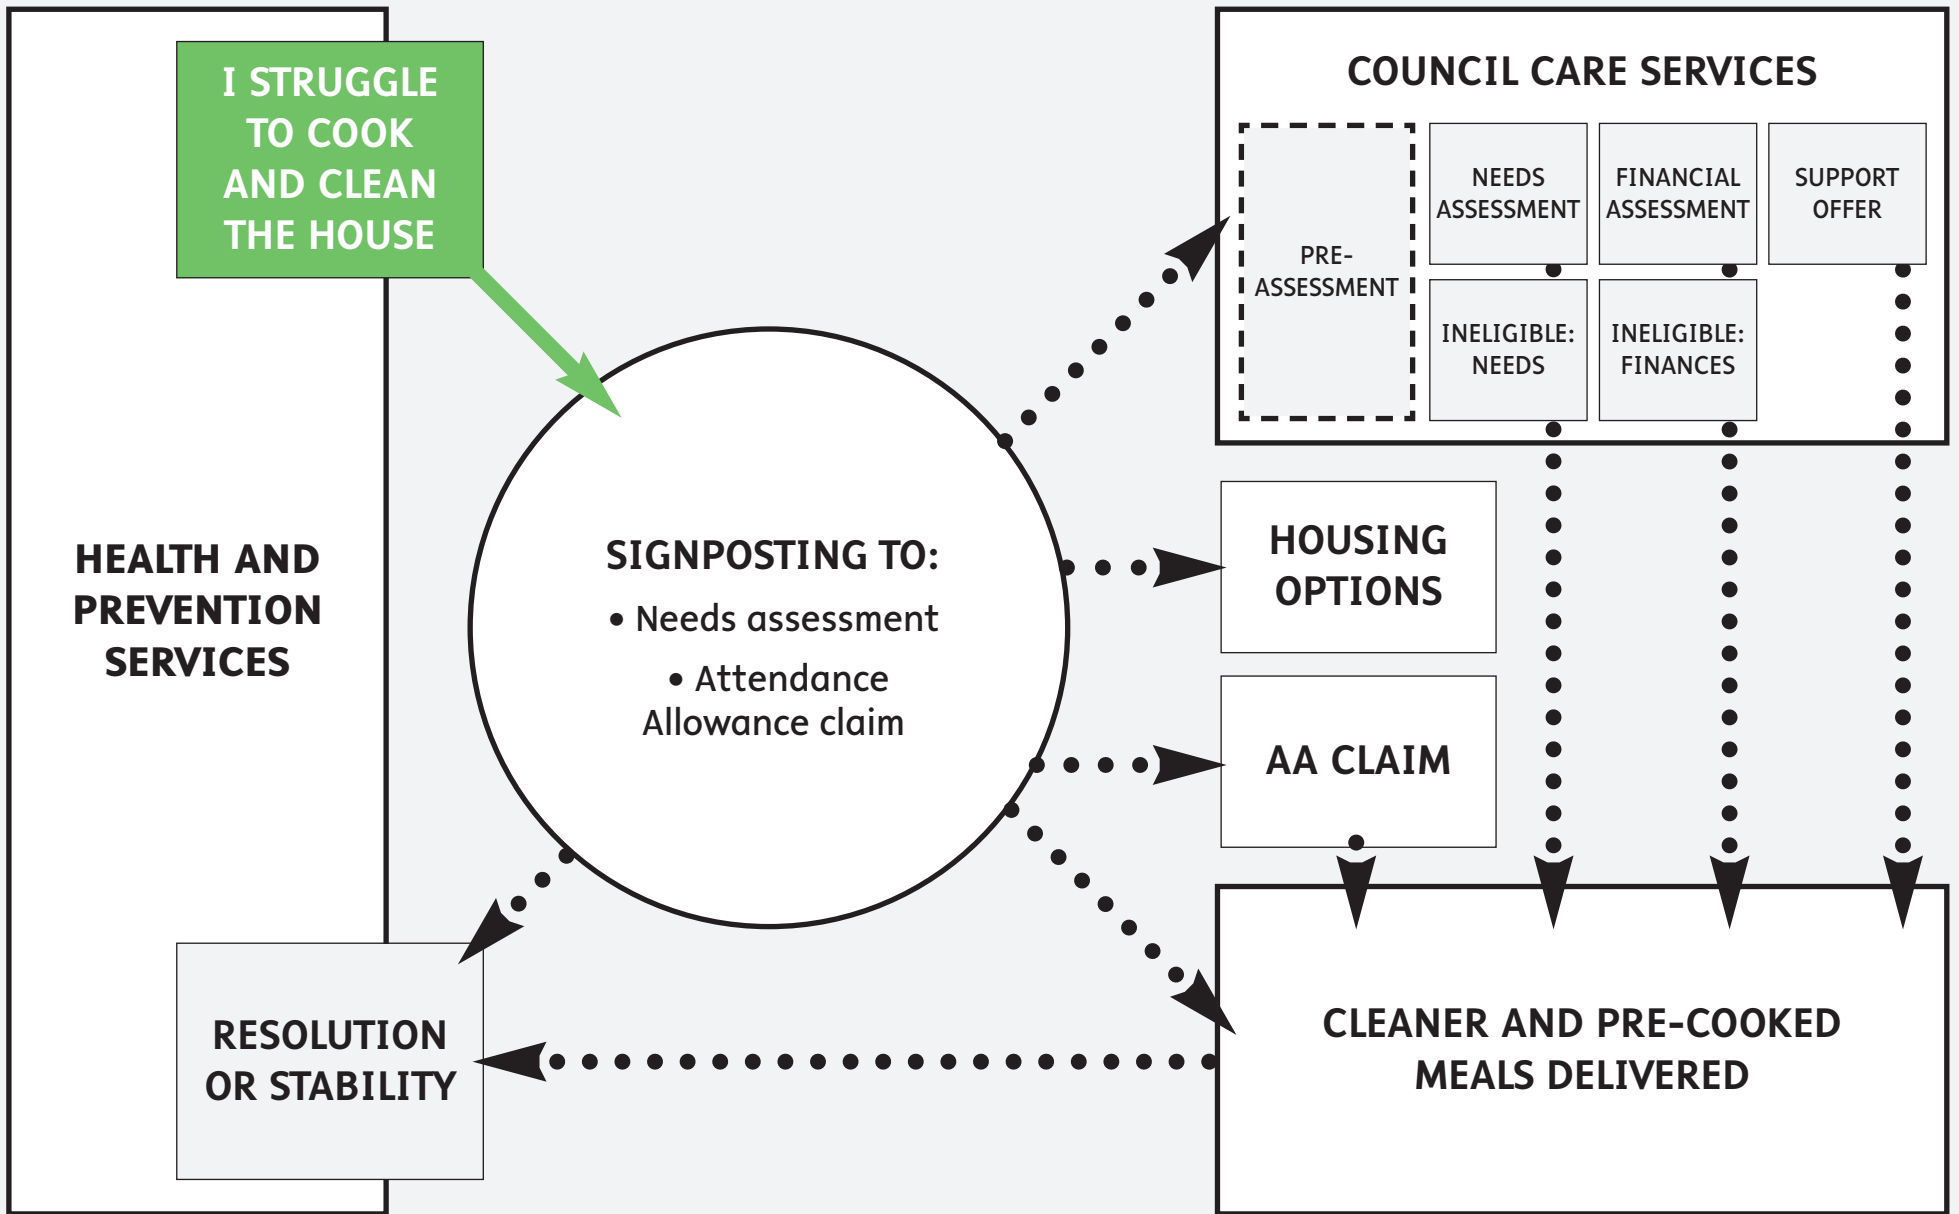 I STRUGGLE
TO COOK
AND CLEAN
THE HOUSE
HEALTH AND
PREVENTION
SERVICES
SIGNPOSTING TO:
• Needs assessment
• Attendance
Allowance claim
COUNCIL CARE SERVICES
PRE-
ASSESSMENT
NEEDS
ASSESSMENT
FINANCIAL
ASSESSMENT
SUPPORT
OFFER
INELIGIBLE:
NEEDS
INELIGIBLE:
FINANCES
HOUSING
OPTIONS
AA CLAIM
RESOLUTION
OR STABILITY
CLEANER AND PRE-COOKED
MEALS DELIVERED